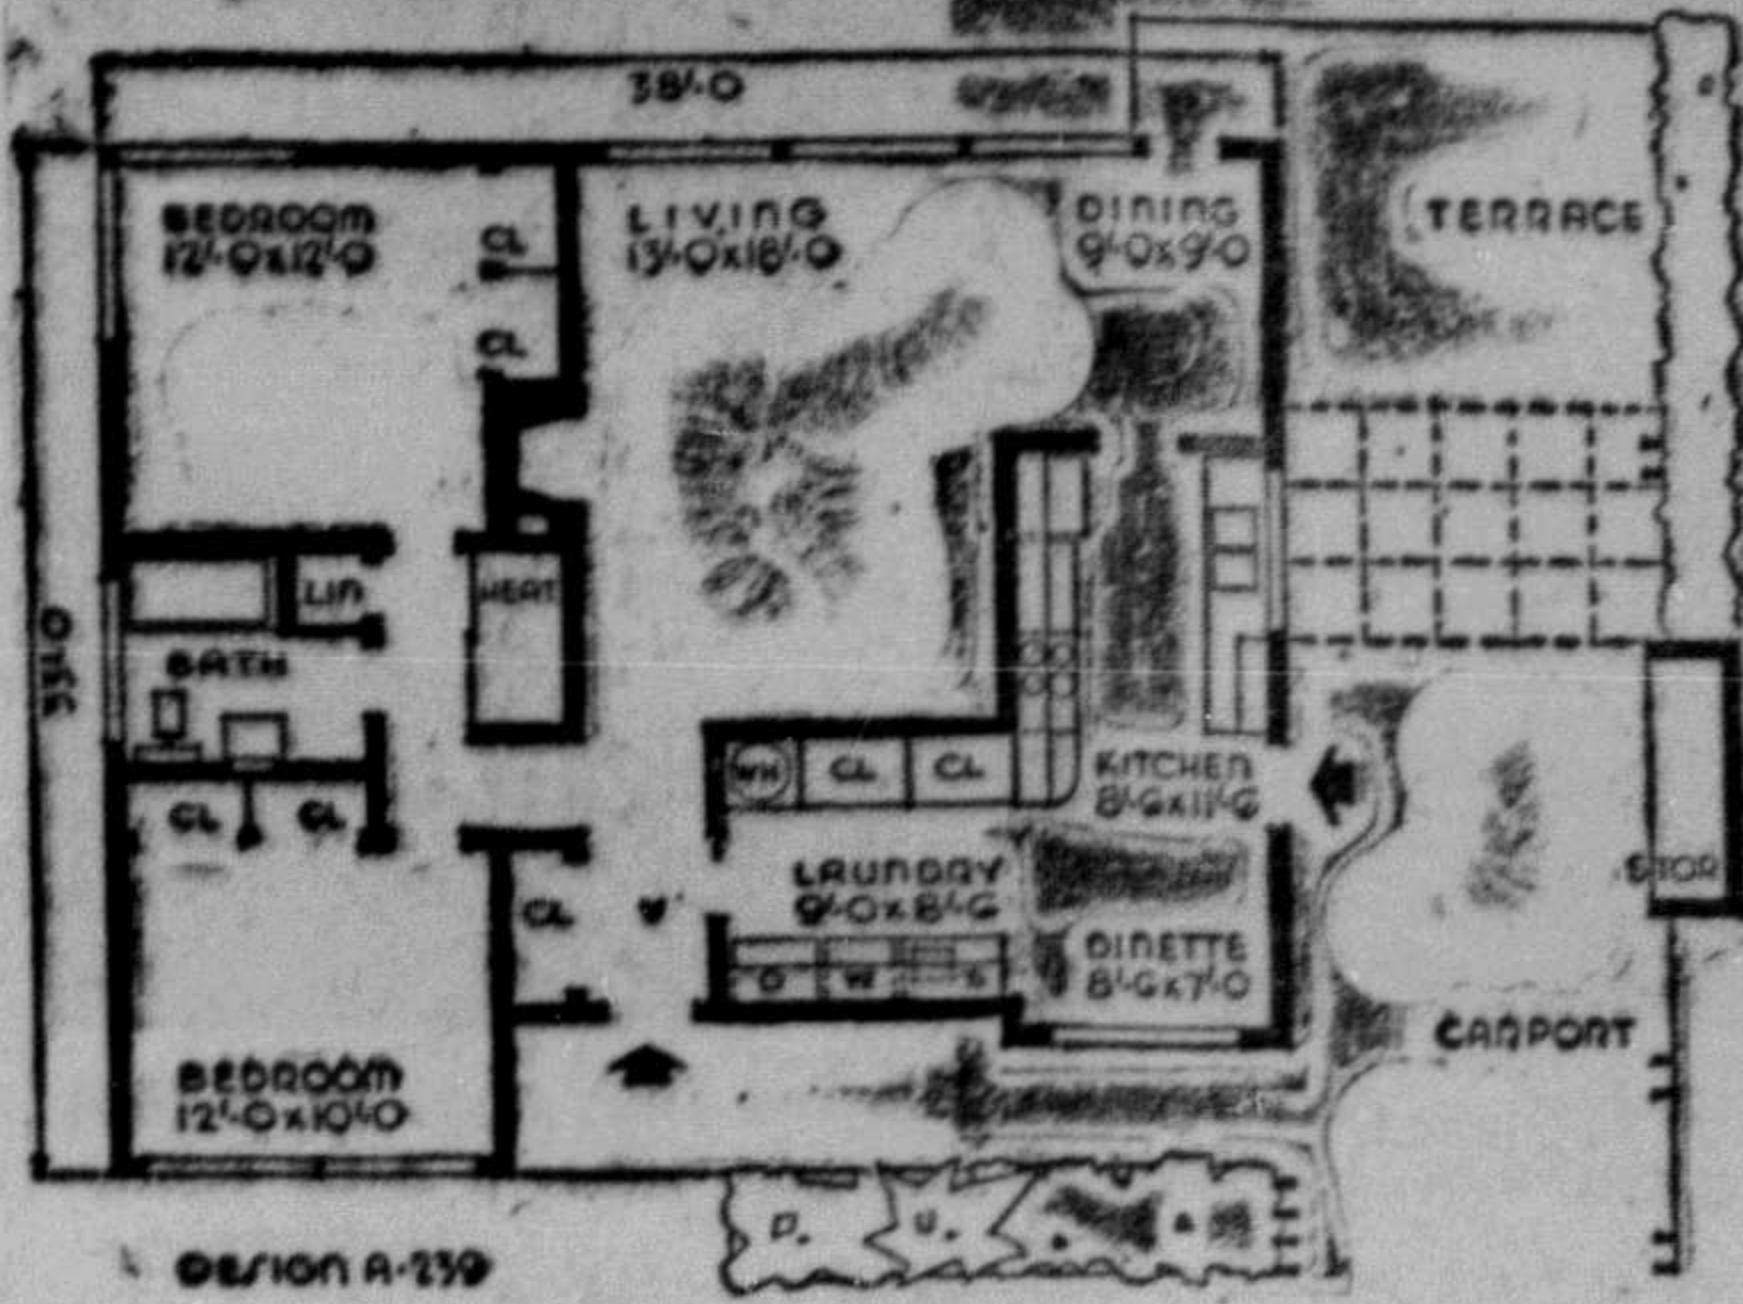 38'-0
BEDROOM
12'-0x12'-0
CL
CL
LIVING
13'-0x18'-0
DINING
9'-0x9'-0
TERRACE
33'-0
LIN
HEAT
BATH
CL
CL
WH
CL
CL
KITCHEN
8'-6x11'-6
LAUNDRY
9'-0x8'-6
CL
V
D
W
S
DINETTE
8'-6x7'-0
STOR
CARPORT
BEDROOM
12'-0x10'-0
P.
U.
DESIGN A-239